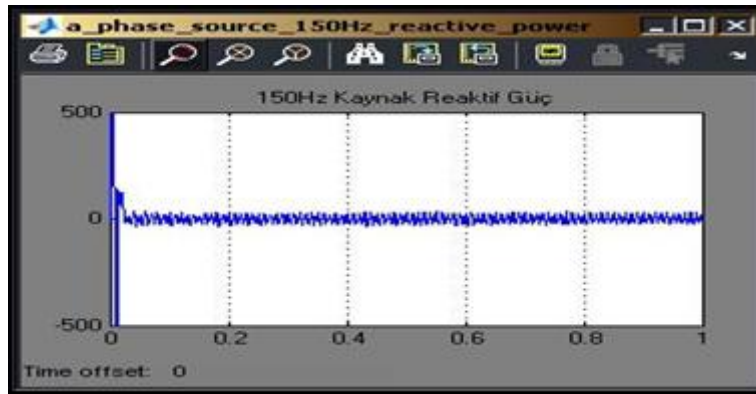 a_phase_source_150Hz_reactive_power
150Hz Kaynak Reaktif Güç
500
0
-500
0 0.2 0.4 0.6 0.8 1
Time offset: 0